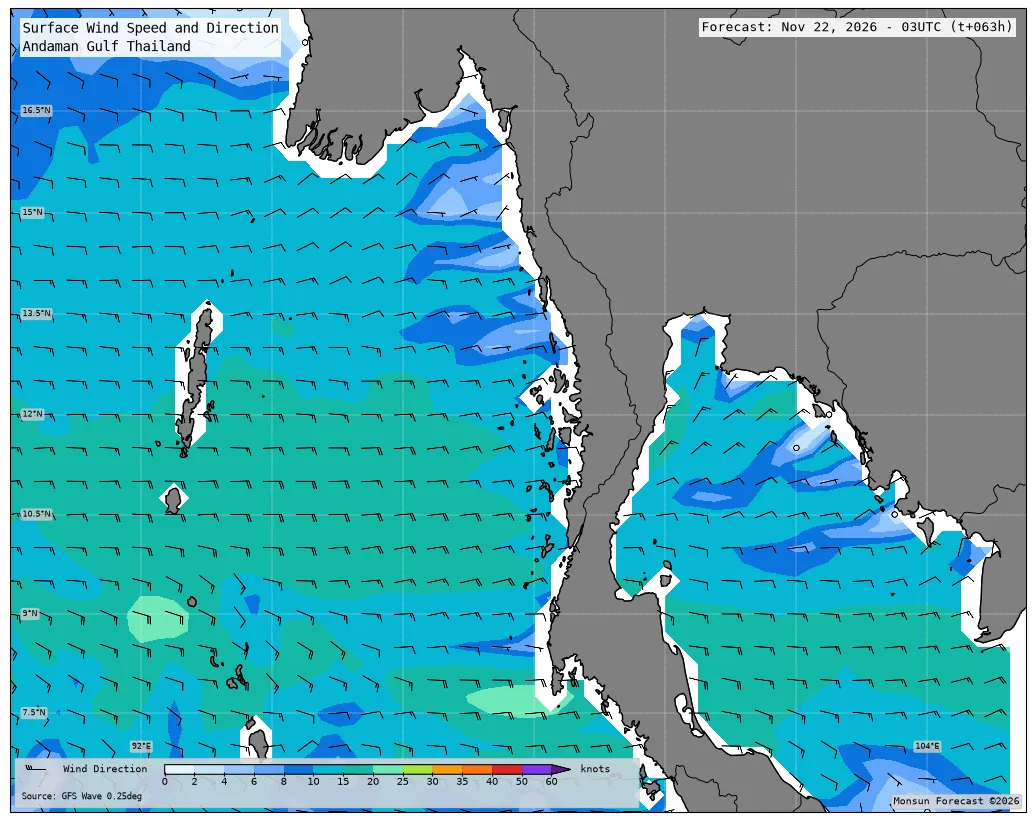 Surface Wind Speed and Direction
Andaman Gulf Thailand
Forecast: Nov 22, 2026 - 03UTC (t+063h)
16.5°N
15°N
13.5°N
12°N
10.5°N
9°N
7.5°N
92°E
104°E
Wind Direction
0 2 4 6 8 10 15 20 25 30 35 40 50 60
knots
Source: GFS Wave 0.25deg
Monsun Forecast ©2026